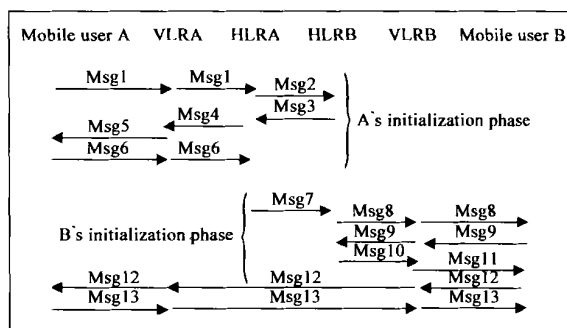 Mobile user A VLRA HLRA HLRB VLRB Mobile user B
Msg1 Msg1 Msg2
Msg5 Msg4 Msg3
A`s initialization phase
Msg6 Msg6
Msg7
Msg8 Msg8
B`s initialization phase
Msg9 Msg9
Msg10 Msg11
Msg12 Msg12 Msg12
Msg13 Msg13 Msg13